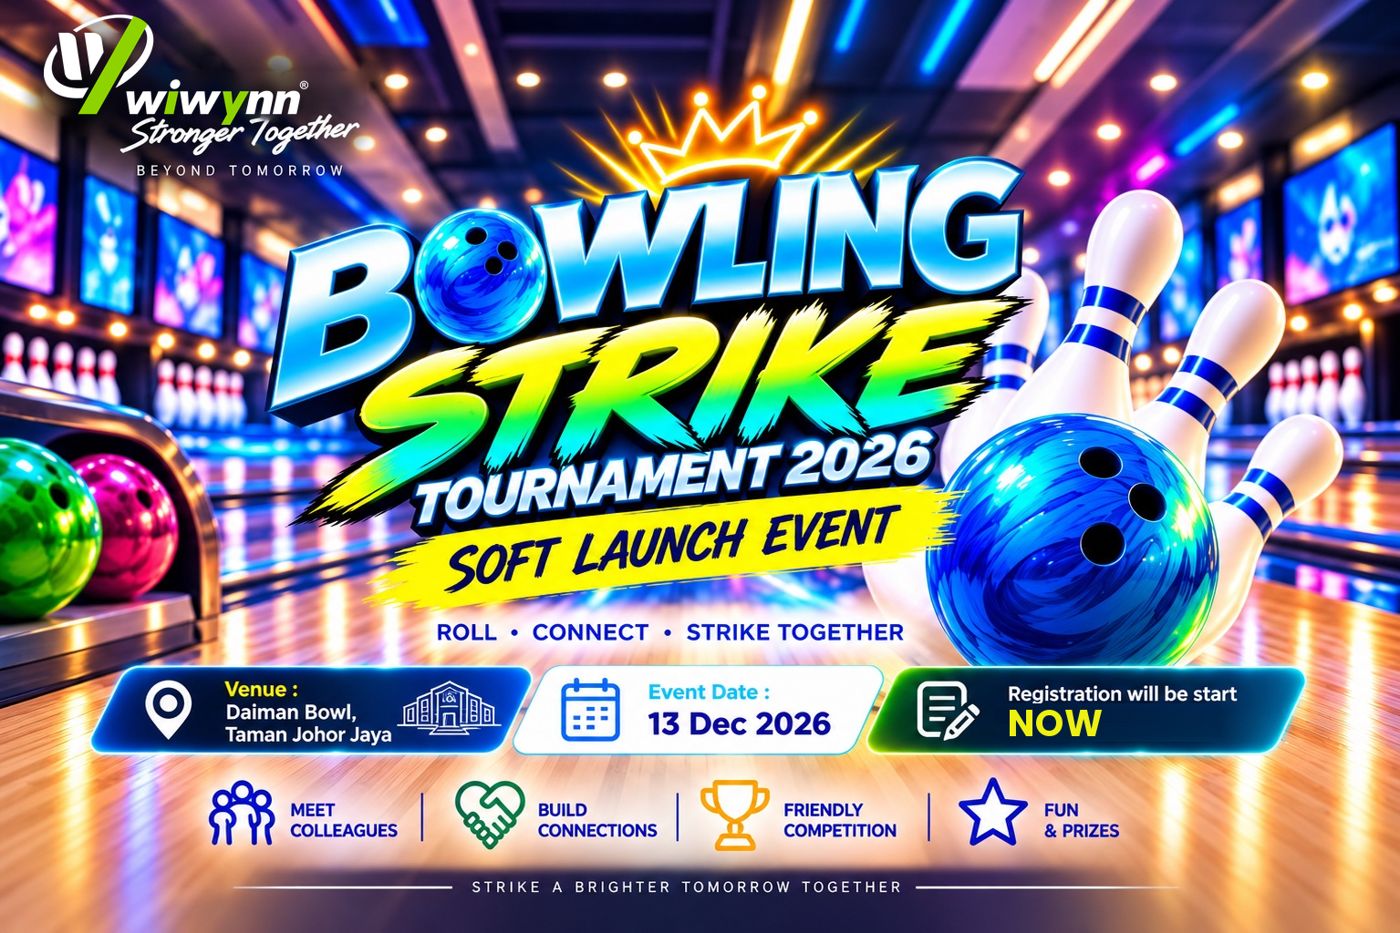 wiwynn®
Stronger Together
BEYOND TOMORROW
BOWLING
STRIKE
TOURNAMENT 2026
SOFT LAUNCH EVENT
ROLL • CONNECT • STRIKE TOGETHER
Venue :
Daiman Bowl,
Taman Johor Jaya
Event Date :
13 Dec 2026
Registration will be start
NOW
MEET
COLLEAGUES
BUILD
CONNECTIONS
FRIENDLY
COMPETITION
FUN
& PRIZES
STRIKE A BRIGHTER TOMORROW TOGETHER